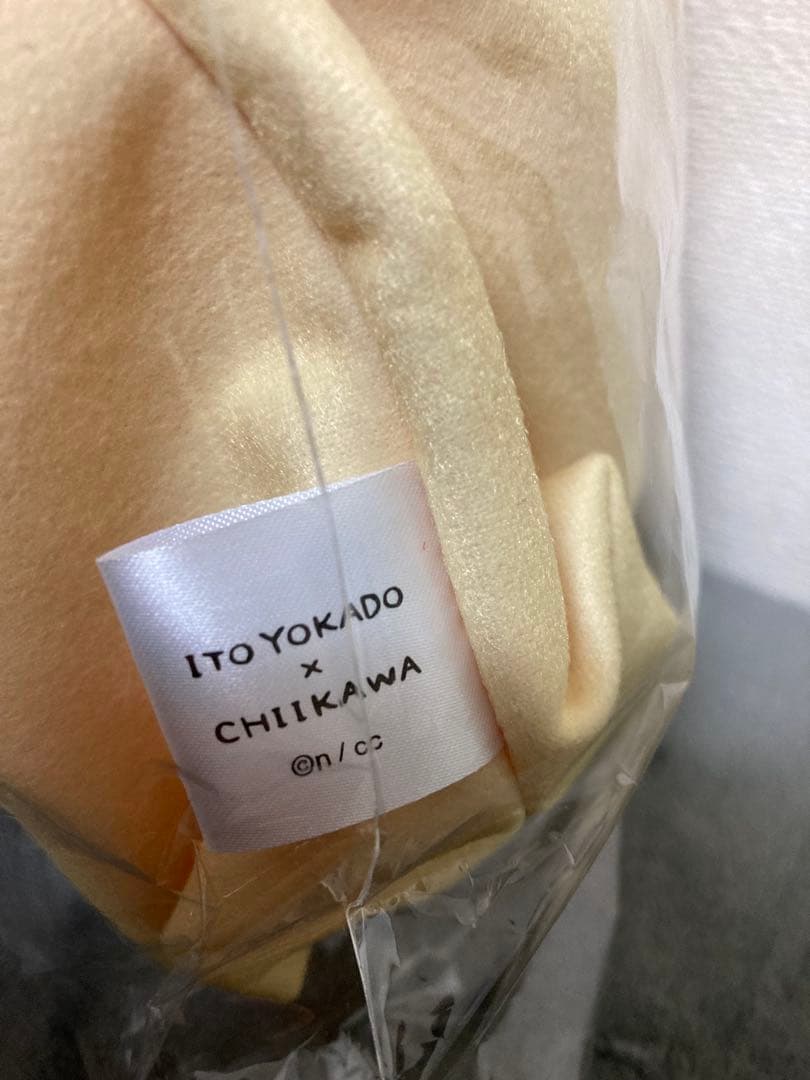 ITO YOKADO
×
CHIIKAWA
©n / cc